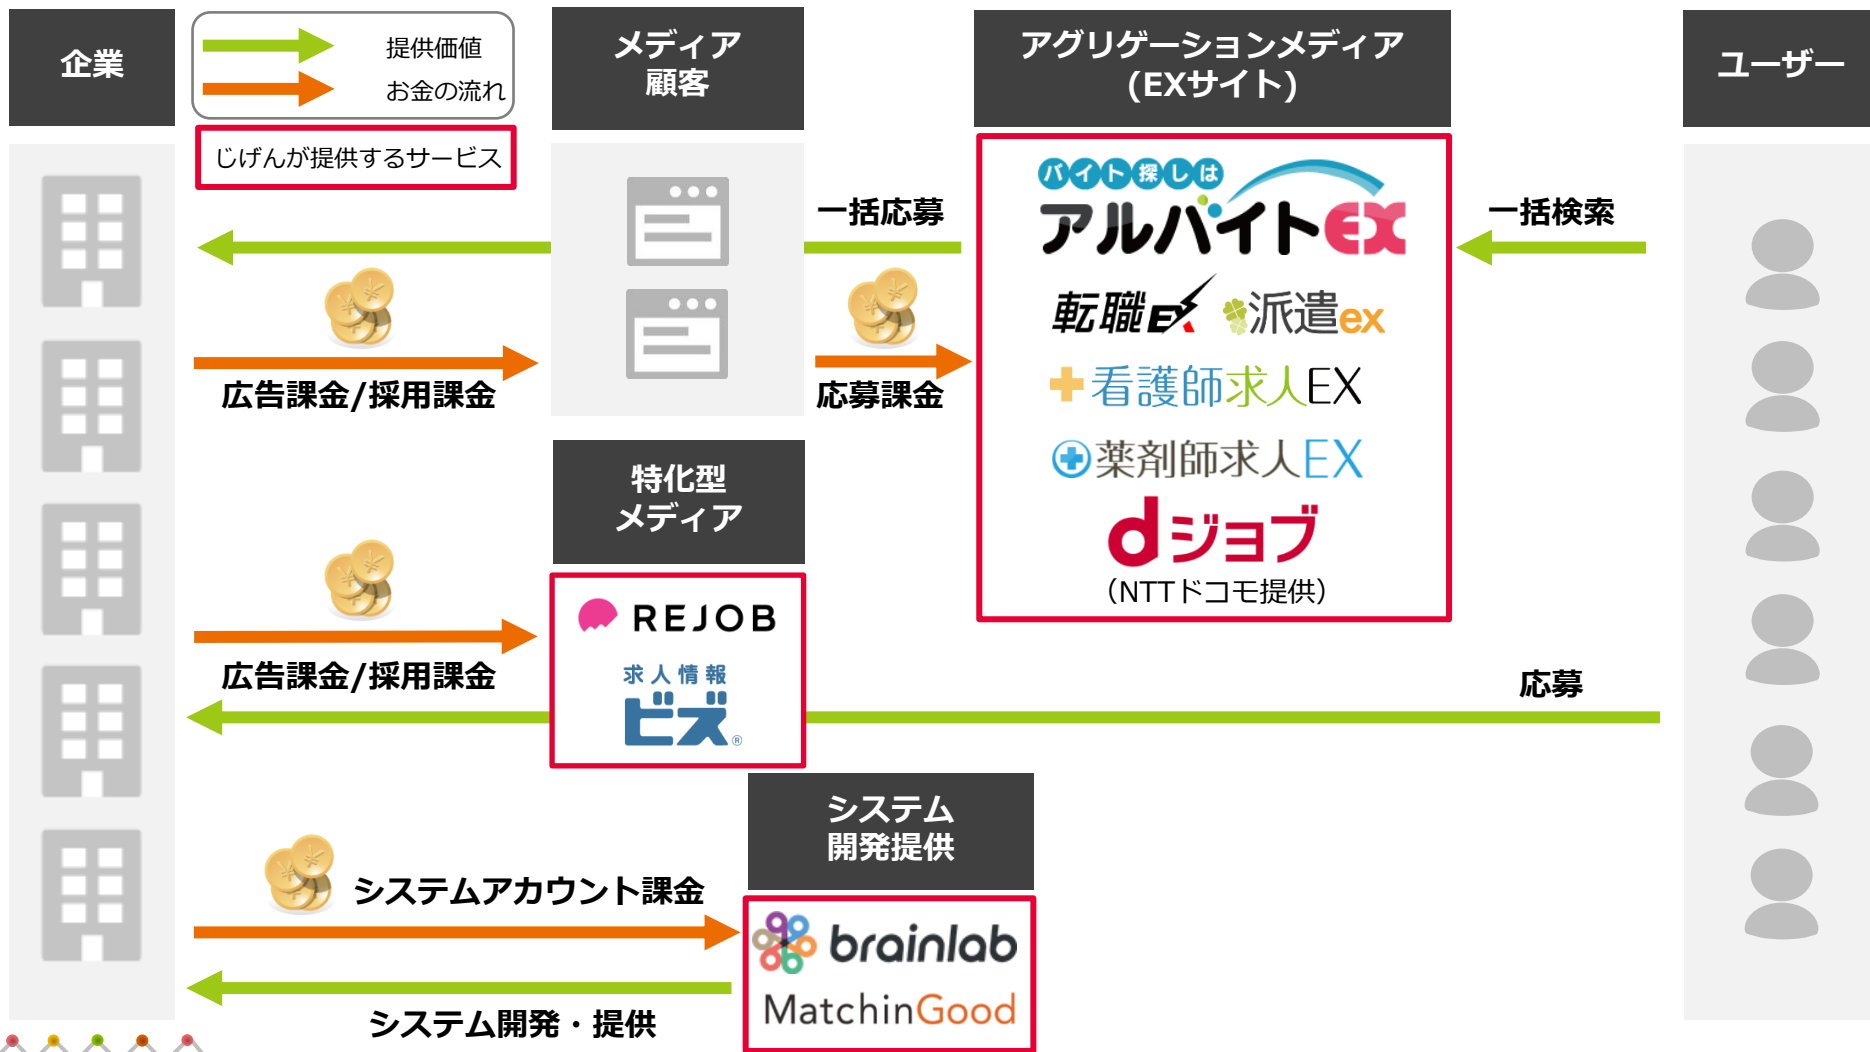 企業
提供価値
お金の流れ
じげんが提供するサービス
メディア
顧客
アグリゲーションメディア
(EXサイト)
ユーザー
バイト探しは
アルバイトEX
一括応募
一括検索
転職EX
派遣ex
広告課金/採用課金
応募課金
看護師求人EX
薬剤師求人EX
dジョブ
（NTTドコモ提供）
特化型
メディア
REJOB
求人情報
ビズ®
広告課金/採用課金
応募
システム
開発提供
システムアカウント課金
brainlab
MatchinGood
システム開発・提供